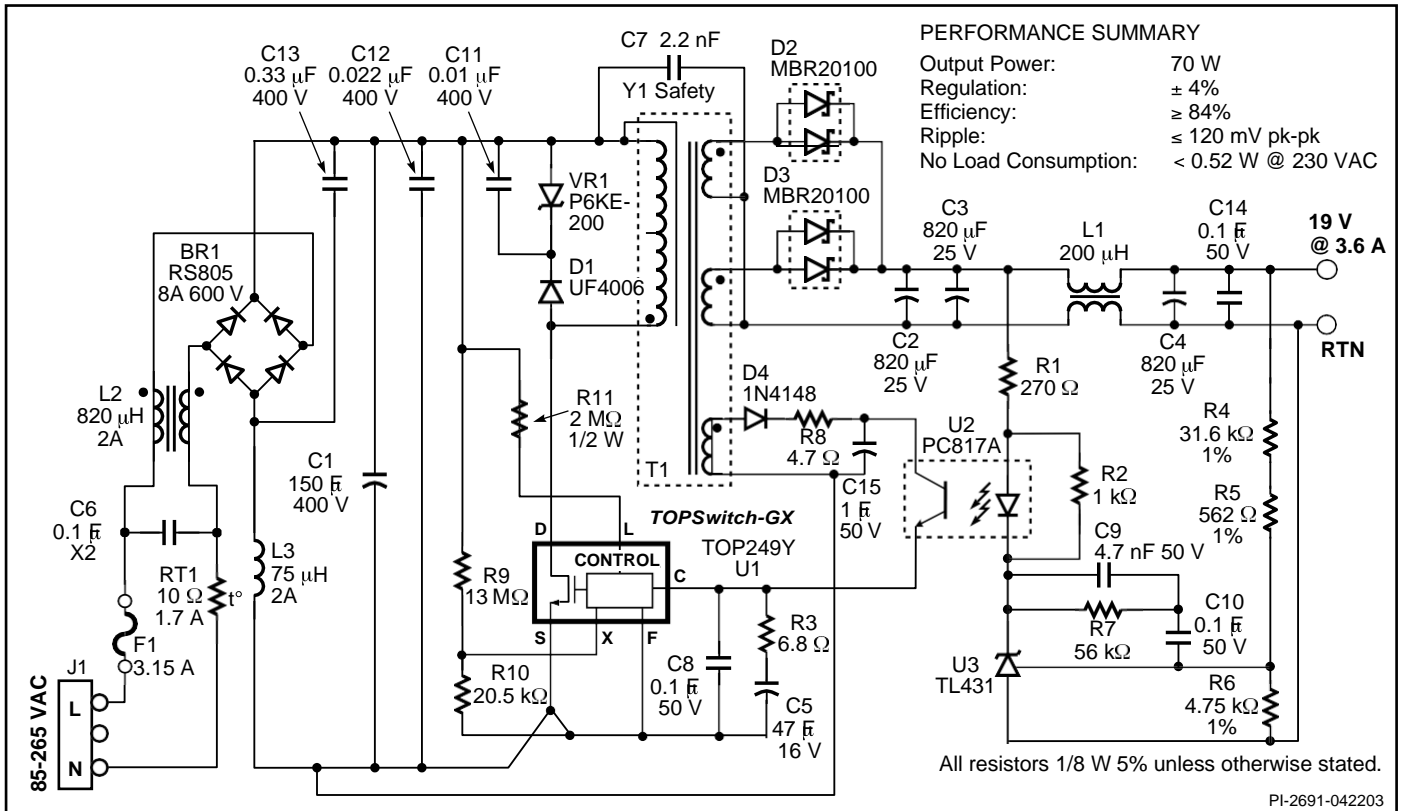 PERFORMANCE SUMMARY
Output Power: 70 W
Regulation: ± 4%
Efficiency: ≥ 84%
Ripple: ≤ 120 mV pk-pk
No Load Consumption: < 0.52 W @ 230 VAC
C13
0.33 µF
400 V
C12
0.022 µF
400 V
C11
0.01 µF
400 V
C7 2.2 nF
Y1 Safety
D2
MBR20100
D3
MBR20100
VR1
P6KE-
200
D1
UF4006
BR1
RS805
8A 600 V
C3
820 µF
25 V
L1
200 µH
C14
0.1 µF
50 V
19 V
@ 3.6 A
RTN
C2
820 µF
25 V
C4
820 µF
25 V
R1
270 Ω
L2
820 µH
2A
R11
2 MΩ
1/2 W
D4
1N4148
R8
4.7 Ω
U2
PC817A
R2
1 kΩ
R4
31.6 kΩ
1%
C1
150 µF
400 V
T1
C15
1 µF
50 V
R5
562 Ω
1%
C6
0.1 µF
X2
TOPSwitch-GX
TOP249Y
U1
D
L
CONTROL
C
S
X
F
C9
4.7 nF 50 V
L3
75 µH
2A
RT1
10 Ω
1.7 A
t°
R9
13 MΩ
R3
6.8 Ω
R7
56 kΩ
C10
0.1 µF
50 V
F1
3.15 A
J1
L
N
85-265 VAC
R10
20.5 kΩ
C8
0.1 µF
50 V
C5
47 µF
16 V
U3
TL431
R6
4.75 kΩ
1%
All resistors 1/8 W 5% unless otherwise stated.
PI-2691-042203